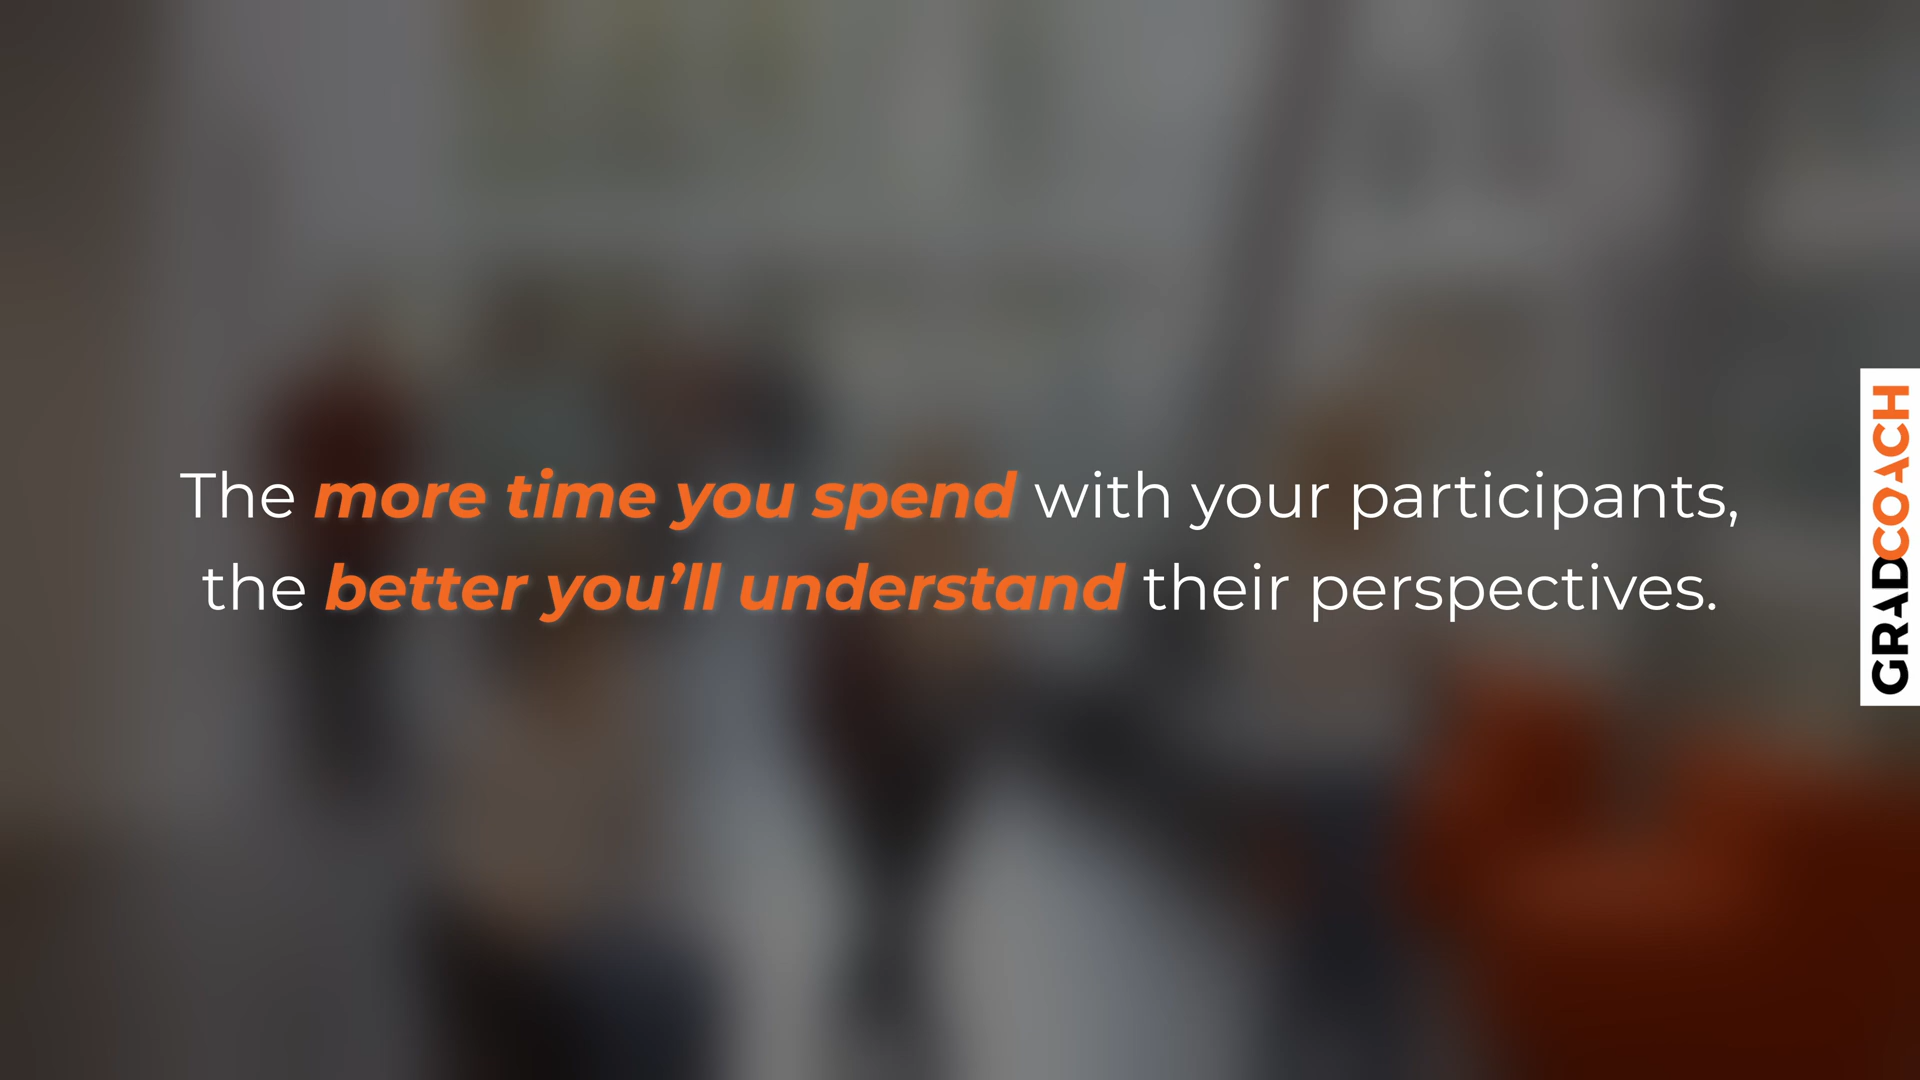 The more time you spend with your participants,
the better you’ll understand their perspectives.
GRADCOACH